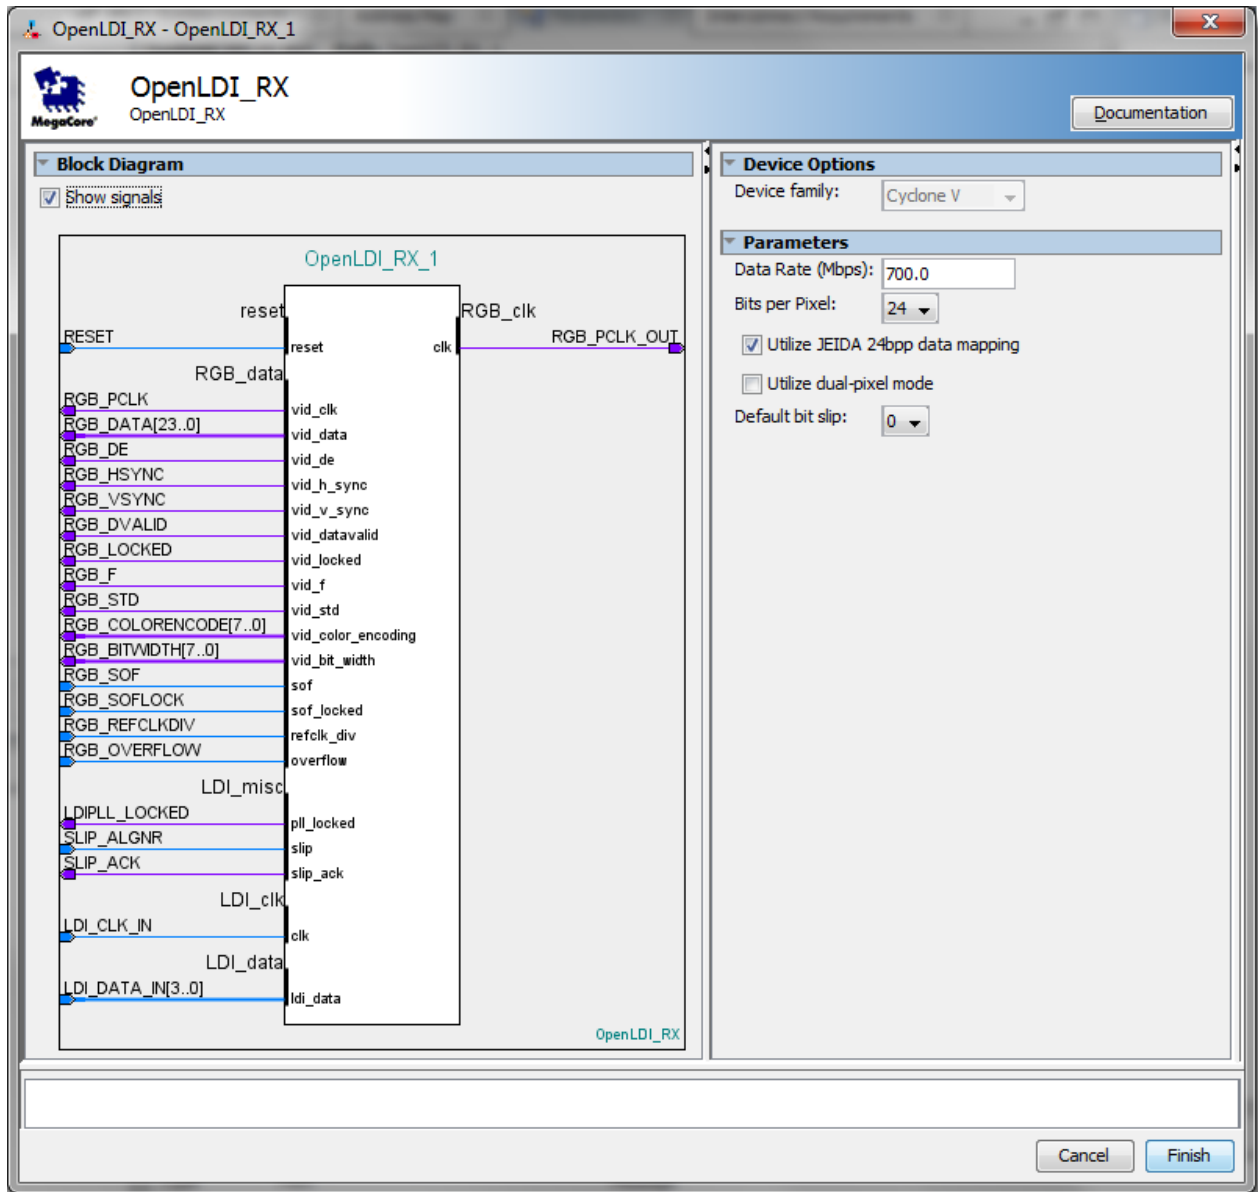 OpenLDI_RX - OpenLDI_RX_1
MegaCore®
OpenLDI_RX
OpenLDI_RX
Documentation
Block Diagram
Show signals
OpenLDI_RX_1
reset
RGB_clk
RESET
RGB_PCLK_OUT
reset
clk
RGB_data
RGB_PCLK
vid_clk
RGB_DATA[23..0]
vid_data
RGB_DE
vid_de
RGB_HSYNC
vid_h_sync
RGB_VSYNC
vid_v_sync
RGB_DVALID
vid_datavalid
RGB_LOCKED
vid_locked
RGB_F
vid_f
RGB_STD
vid_std
RGB_COLORENCODE[7..0]
vid_color_encoding
RGB_BITWIDTH[7..0]
vid_bit_width
RGB_SOF
sof
RGB_SOFLOCK
sof_locked
RGB_REFCLKDIV
refclk_div
RGB_OVERFLOW
overflow
LDI_misc
LDIPLL_LOCKED
pll_locked
SLIP_ALGNR
slip
SLIP_ACK
slip_ack
LDI_clk
LDI_CLK_IN
clk
LDI_data
LDI_DATA_IN[3..0]
ldi_data
OpenLDI_RX
Device Options
Device family: Cyclone V
Parameters
Data Rate (Mbps): 700.0
Bits per Pixel: 24
Utilize JEIDA 24bpp data mapping
Utilize dual-pixel mode
Default bit slip: 0
Cancel
Finish